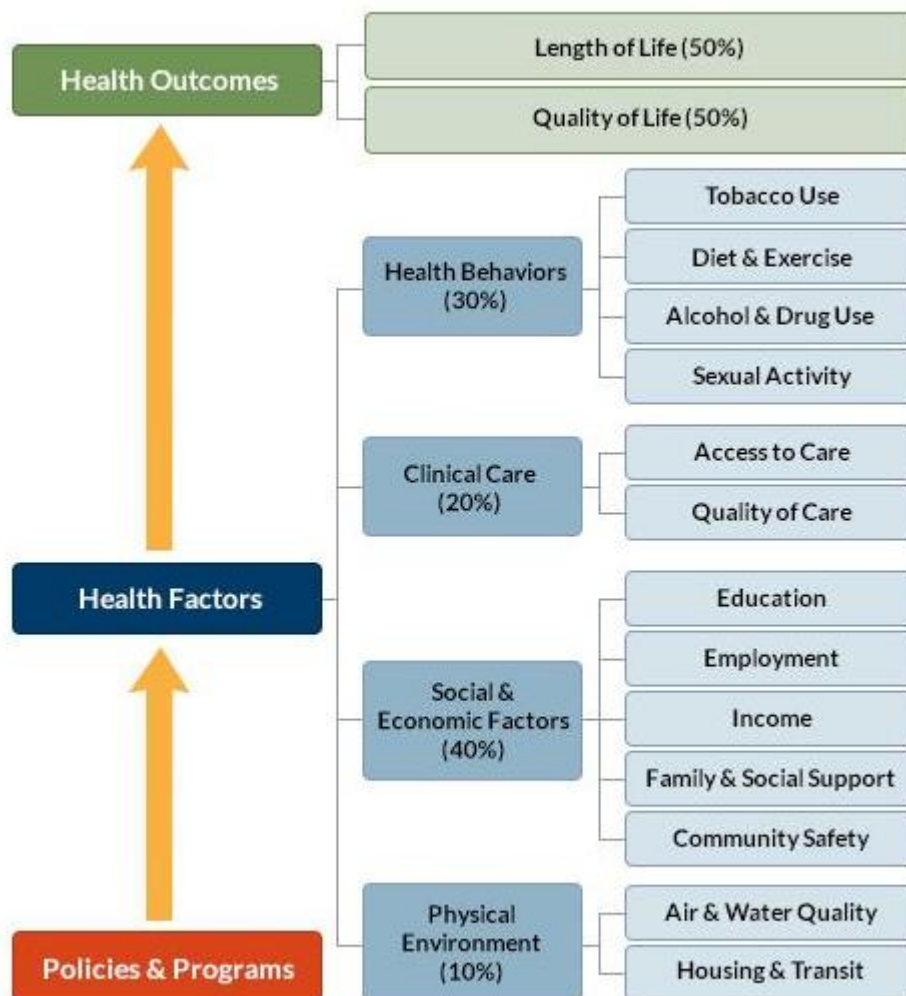 Health Outcomes
Length of Life (50%)
Quality of Life (50%)
Health Factors
Health Behaviors
(30%)
Tobacco Use
Diet & Exercise
Alcohol & Drug Use
Sexual Activity
Clinical Care
(20%)
Access to Care
Quality of Care
Social &
Economic Factors
(40%)
Education
Employment
Income
Family & Social Support
Community Safety
Physical
Environment
(10%)
Air & Water Quality
Housing & Transit
Policies & Programs